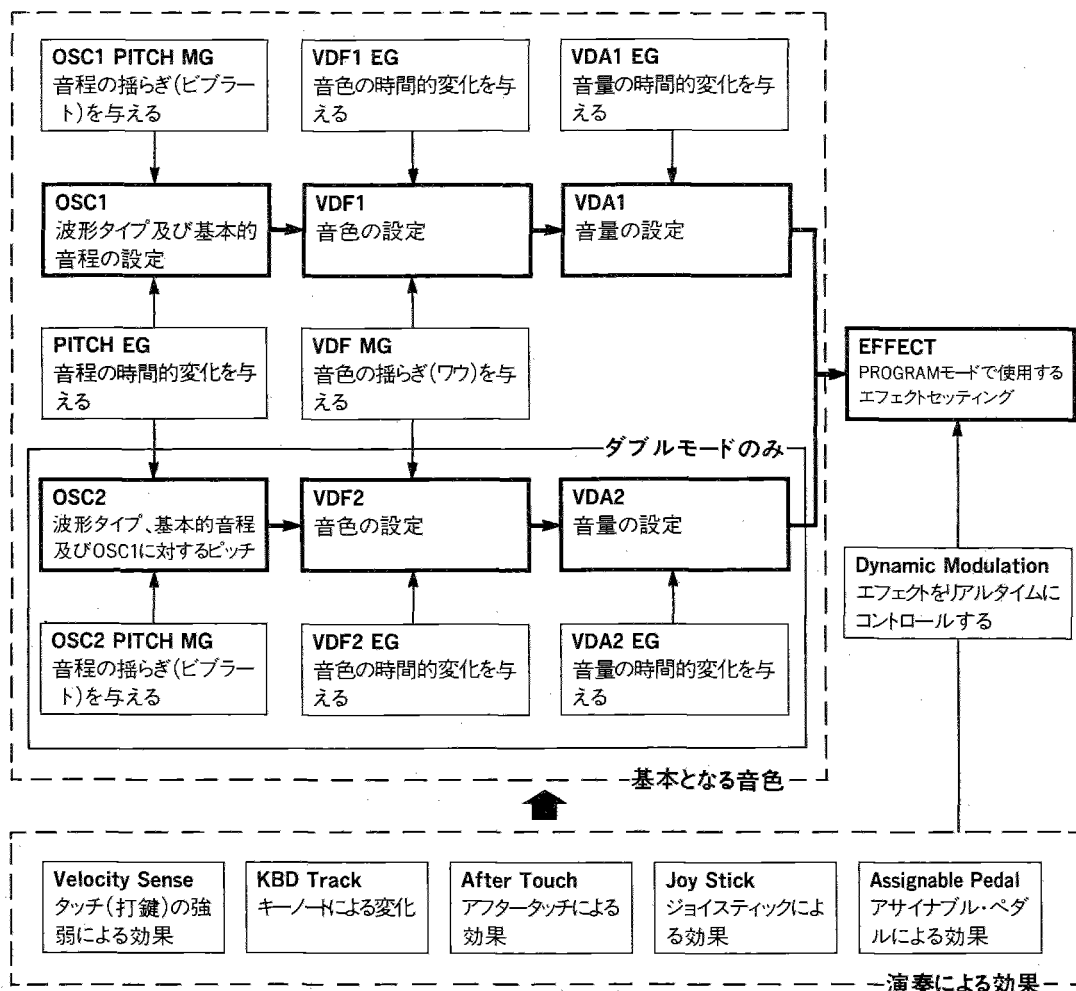 OSC1 PITCH MG
音程の揺らぎ(ビブラー
ト)を与える
VDF1 EG
音色の時間的変化を与
える
VDA1 EG
音量の時間的変化を与
える
OSC1
波形タイプ及び基本的
音程の設定
VDF1
音色の設定
VDA1
音量の設定
PITCH EG
音程の時間的変化を与
える
VDF MG
音色の揺らぎ(ワウ)を与
える
EFFECT
PROGRAMモードで使用する
エフェクトセッティング
ダブルモードのみ
OSC2
波形タイプ、基本的音程
及びOSC1に対するピッチ
VDF2
音色の設定
VDA2
音量の設定
Dynamic Modulation
エフェクトをリアルタイムに
コントロールする
OSC2 PITCH MG
音程の揺らぎ(ビブラー
ト)を与える
VDF2 EG
音色の時間的変化を与
える
VDA2 EG
音量の時間的変化を与
える
基本となる音色
Velocity Sense
タッチ(打鍵)の強
弱による効果
KBD Track
キーノートによる変化
After Touch
アフタータッチによる
効果
Joy Stick
ジョイスティックによ
る効果
Assignable Pedal
アサイナブル・ペダ
ルによる効果
演奏による効果